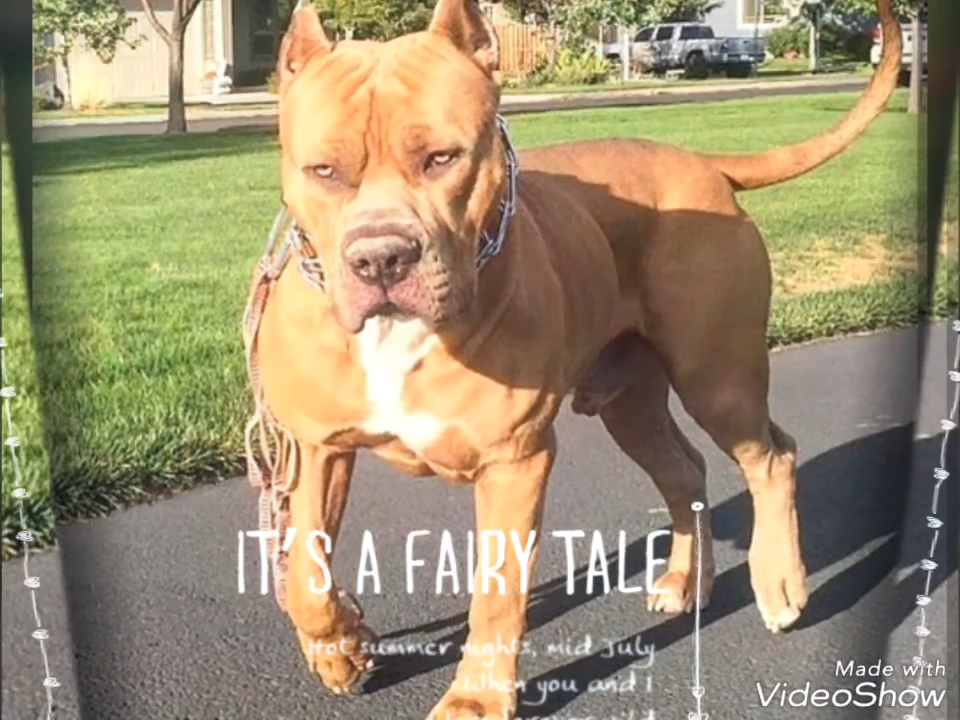 IT'S A FAIRY TALE
Hot summer nights, mid July
When you and I
Made with
VideoShow